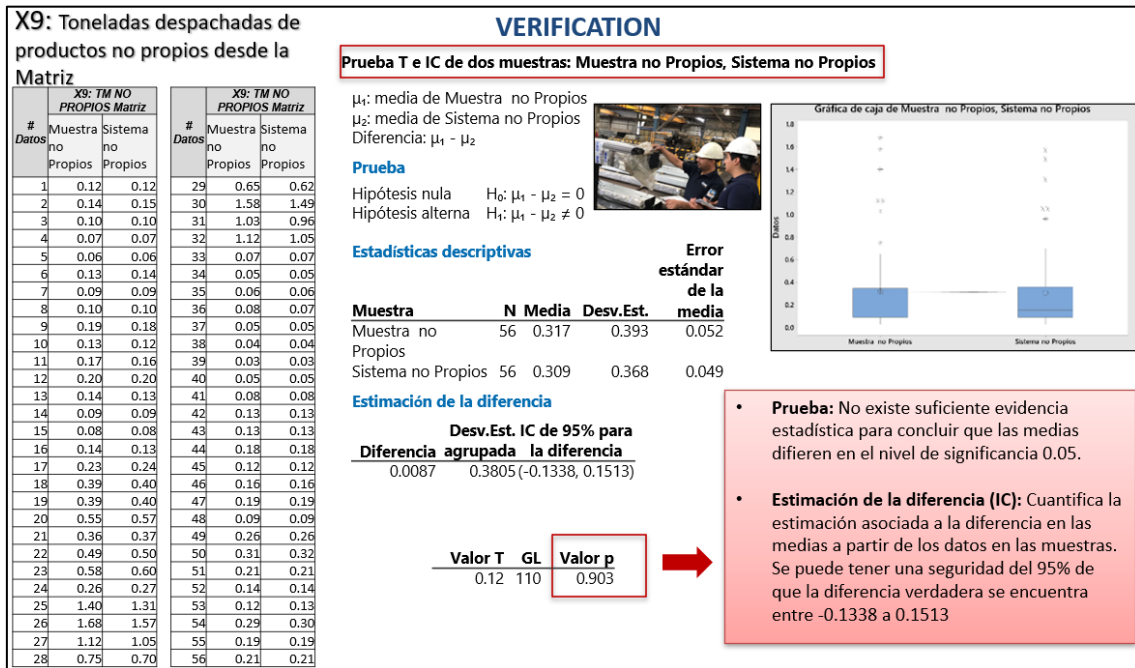 X9: Toneladas despachadas de
productos no propios desde la
Matriz
VERIFICATION
Prueba T e IC de dos muestras: Muestra no Propios, Sistema no Propios
# Datos X9: TM NO PROPIOS Matriz
Muestra no Propios Sistema no Propios
1 0.12 0.12
2 0.14 0.15
3 0.10 0.10
4 0.07 0.07
5 0.06 0.06
6 0.13 0.14
7 0.09 0.09
8 0.10 0.10
9 0.19 0.18
10 0.13 0.12
11 0.17 0.16
12 0.20 0.20
13 0.14 0.13
14 0.09 0.09
15 0.08 0.08
16 0.14 0.13
17 0.23 0.24
18 0.39 0.40
19 0.39 0.40
20 0.55 0.57
21 0.36 0.37
22 0.49 0.50
23 0.58 0.60
24 0.26 0.27
25 1.40 1.31
26 1.68 1.57
27 1.12 1.05
28 0.75 0.70
# Datos X9: TM NO PROPIOS Matriz
Muestra no Propios Sistema no Propios
29 0.65 0.62
30 1.58 1.49
31 1.03 0.96
32 1.12 1.05
33 0.07 0.07
34 0.05 0.05
35 0.06 0.06
36 0.08 0.07
37 0.05 0.05
38 0.04 0.04
39 0.03 0.03
40 0.05 0.05
41 0.08 0.08
42 0.13 0.13
43 0.13 0.13
44 0.18 0.18
45 0.12 0.12
46 0.16 0.16
47 0.19 0.19
48 0.09 0.09
49 0.26 0.26
50 0.31 0.32
51 0.21 0.21
52 0.14 0.14
53 0.12 0.13
54 0.29 0.30
55 0.19 0.19
56 0.21 0.21
μ₁: media de Muestra no Propios
μ₂: media de Sistema no Propios
Diferencia: μ₁ - μ₂
Prueba
Hipótesis nula H₀: μ₁ - μ₂ = 0
Hipótesis alterna H₁: μ₁ - μ₂ ≠ 0
Estadísticas descriptivas
Error
estándar
de la
Muestra N Media Desv.Est. media
Muestra no 56 0.317 0.393 0.052
Propios
Sistema no Propios 56 0.309 0.368 0.049
Estimación de la diferencia
Desv.Est. IC de 95% para
Diferencia agrupada la diferencia
0.0087 0.3805 (-0.1338, 0.1513)
Valor T GL Valor p
0.12 110 0.903
Gráfica de caja de Muestra no Propios, Sistema no Propios
Datos
1.8
1.6
1.4
1.2
1.0
0.8
0.6
0.4
0.2
0.0
Muestra no Propios Sistema no Propios
• Prueba: No existe suficiente evidencia
estadística para concluir que las medias
difieren en el nivel de significancia 0.05.
• Estimación de la diferencia (IC): Cuantifica la
estimación asociada a la diferencia en las
medias a partir de los datos en las muestras.
Se puede tener una seguridad del 95% de
que la diferencia verdadera se encuentra
entre -0.1338 a 0.1513